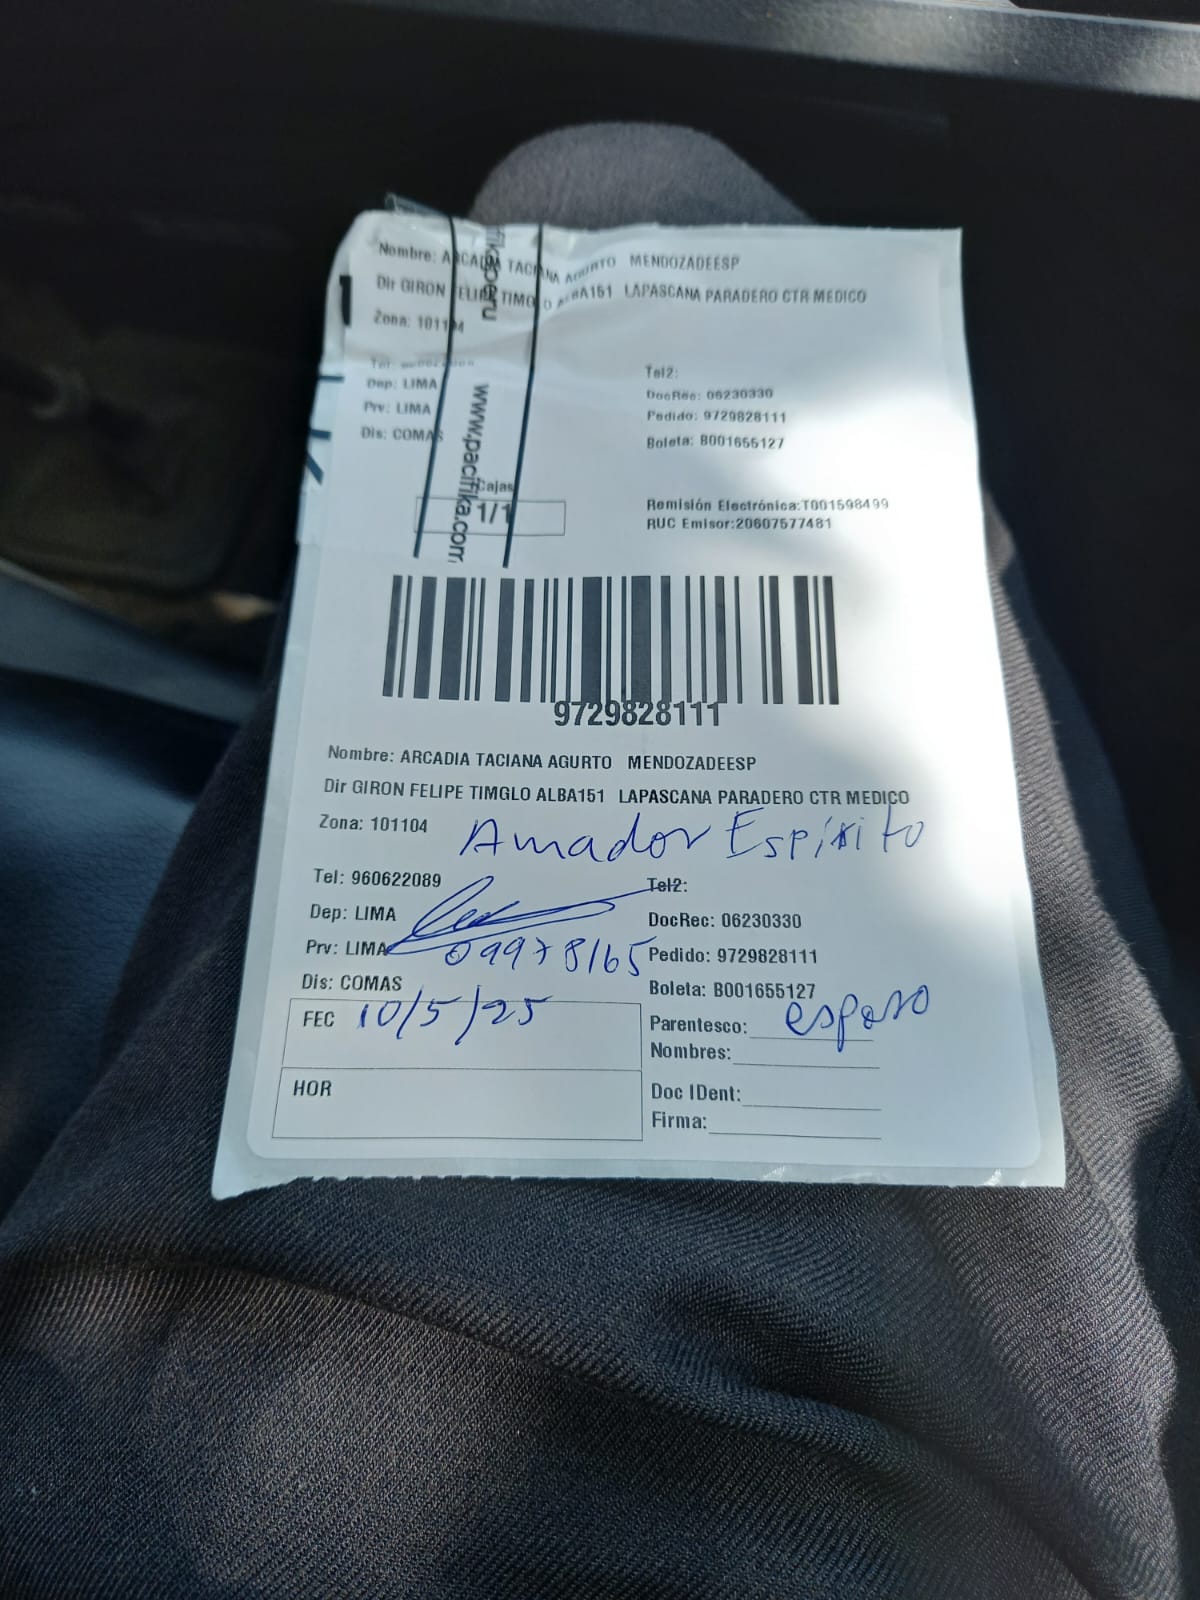 Nombre: ARCADIA TACIANA AGURTO MENDOZADEESP
Dir GIRON FELIPE TIMGLO ALBA151 LAPASCANA PARADERO CTR MEDICO
Zona: 101104
Tel:
Tel2:
Dep: LIMA
DocRec: 06230330
Prv: LIMA
Pedido: 9729828111
Dis: COMAS
Boleta: B001655127
www.pacifika.com
Cajas
1/1
Remisión Electrónica:T001598499
RUC Emisor:20607577481
9729828111
Nombre: ARCADIA TACIANA AGURTO MENDOZADEESP
Dir GIRON FELIPE TIMGLO ALBA151 LAPASCANA PARADERO CTR MEDICO
Zona: 101104
Amador Espirito
Tel: 960622089
Tel2:
Dep: LIMA
DocRec: 06230330
Prv: LIMA
09978165
Pedido: 9729828111
Dis: COMAS
Boleta: B001655127
FEC 10/5/25
Parentesco: esposo
Nombres:
HOR
Doc IDent:
Firma: